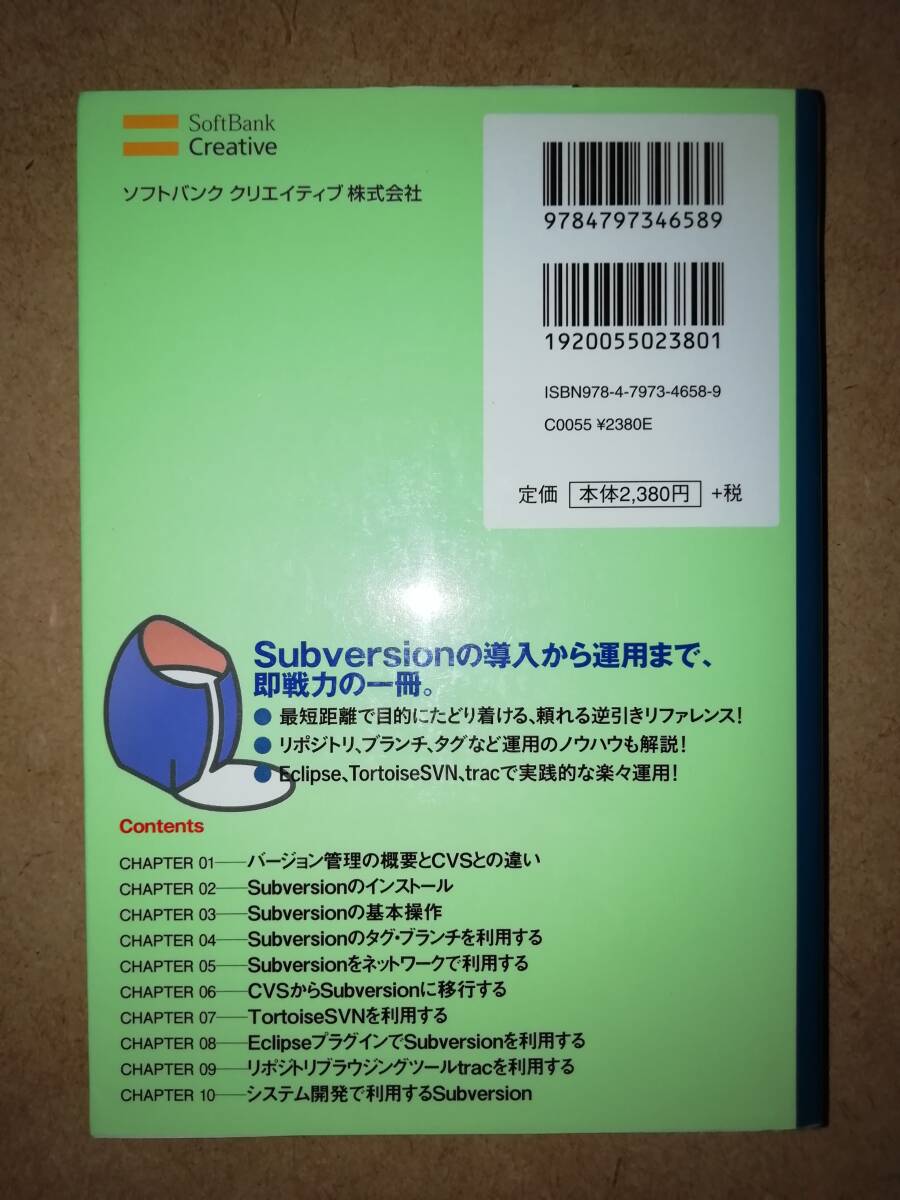 SoftBank
Creative
ソフトバンク クリエイティブ 株式会社
9784797346589
1920055023801
ISBN978-4-7973-4658-9
C0055 ¥2380E
定価 本体2,380円 +税
Subversionの導入から運用まで、
即戦力の一冊。
● 最短距離で目的にたどり着ける、頼れる逆引きリファレンス!
● リポジトリ、ブランチ、タグなど運用のノウハウも解説!
● Eclipse、TortoiseSVN、tracで実践的な楽々運用!
Contents
CHAPTER 01──バージョン管理の概要とCVSとの違い
CHAPTER 02──Subversionのインストール
CHAPTER 03──Subversionの基本操作
CHAPTER 04──Subversionのタグ・ブランチを利用する
CHAPTER 05──Subversionをネットワークで利用する
CHAPTER 06──CVSからSubversionに移行する
CHAPTER 07──TortoiseSVNを利用する
CHAPTER 08──EclipseプラグインでSubversionを利用する
CHAPTER 09──リポジトリブラウジングツールtracを利用する
CHAPTER 10──システム開発で利用するSubversion